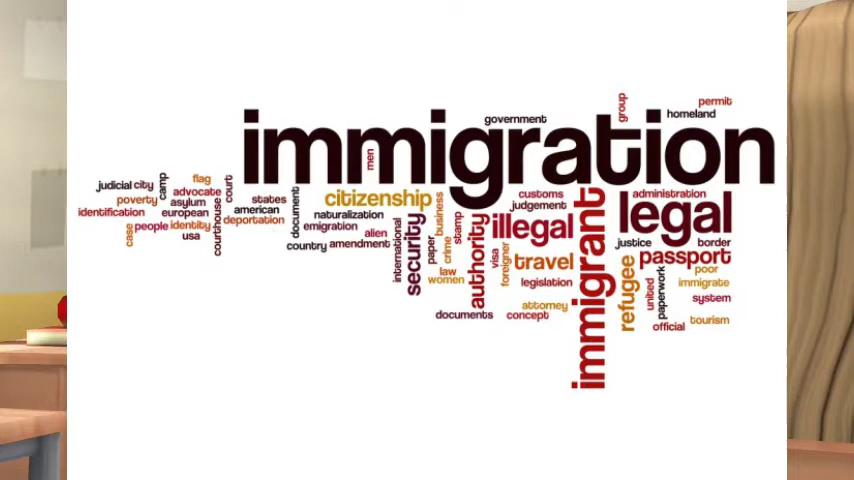 government
group
permit
homeland
immigration
men
judicial
city
camp
flag
court
poverty
advocate
asylum
identification
european
case
people
identity
usa
courthouse
states
american
deportation
document
citizenship
naturalization
emigration
alien
country
amendment
international
security
business
paper
crime
stamp
law
women
authority
documents
customs
judgement
illegal
visa
foreigner
travel
legislation
attorney
concept
immigrant
administration
legal
justice
border
passport
refugee
poor
immigrate
united
paperwork
system
official
tourism